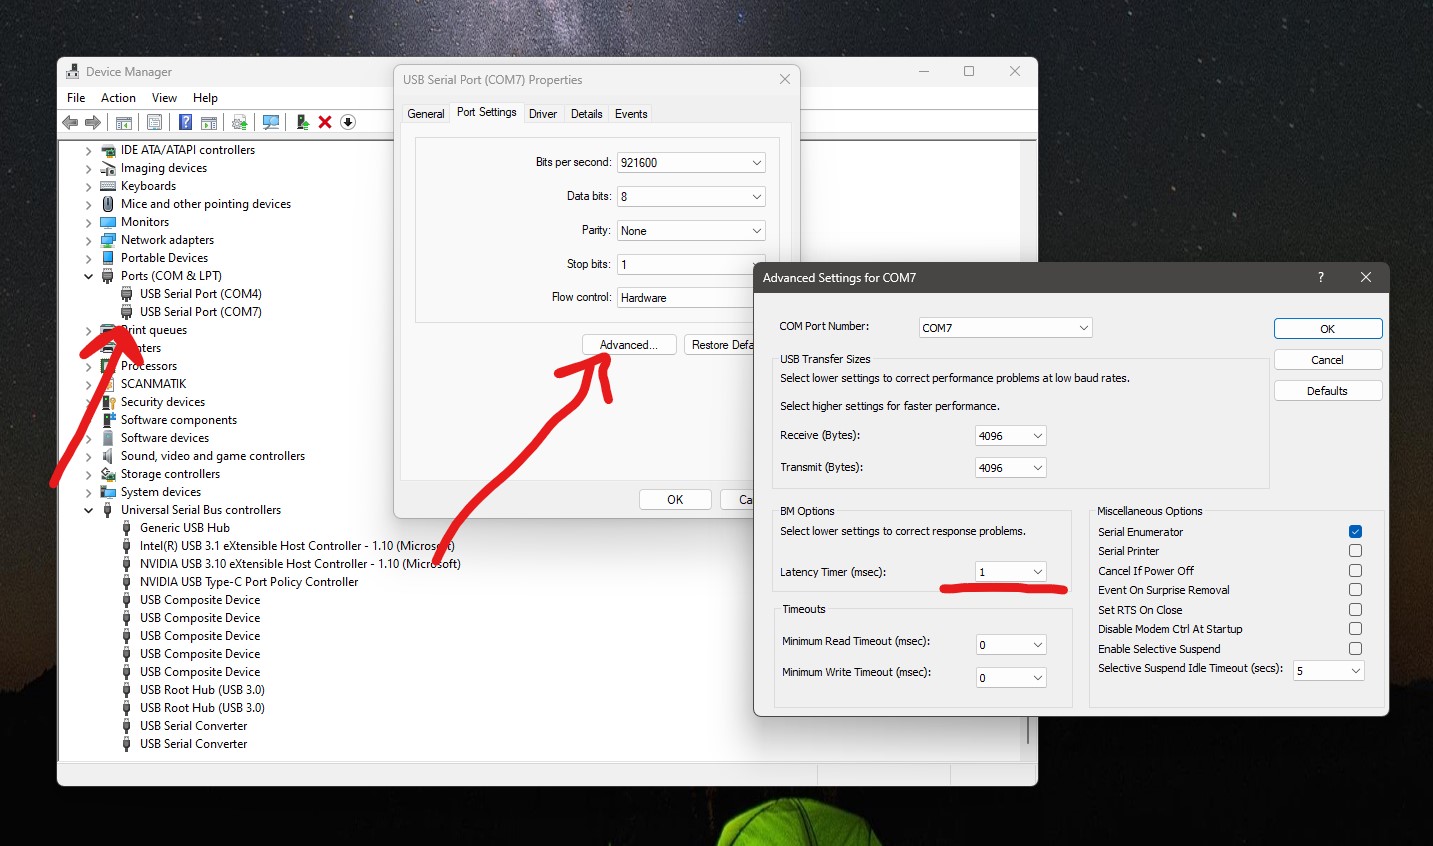 Device Manager
File Action View Help
IDE ATA/ATAPI controllers
Imaging devices
Keyboards
Mice and other pointing devices
Monitors
Network adapters
Portable Devices
Ports (COM & LPT)
USB Serial Port (COM4)
USB Serial Port (COM7)
Print queues
Processors
SCANMATIK
Security devices
Software components
Software devices
Sound, video and game controllers
Storage controllers
System devices
Universal Serial Bus controllers
Generic USB Hub
Intel(R) USB 3.1 eXtensible Host Controller - 1.10 (Microsoft)
NVIDIA USB 3.10 eXtensible Host Controller - 1.10 (Microsoft)
NVIDIA USB Type-C Port Policy Controller
USB Composite Device
USB Composite Device
USB Composite Device
USB Composite Device
USB Composite Device
USB Root Hub (USB 3.0)
USB Root Hub (USB 3.0)
USB Serial Converter
USB Serial Converter
USB Serial Port (COM7) Properties
General Port Settings Driver Details Events
Bits per second: 921600
Data bits: 8
Parity: None
Stop bits: 1
Flow control: Hardware
Advanced... Restore Defa
OK Ca
Advanced Settings for COM7
?
COM Port Number: COM7
OK
Cancel
Defaults
USB Transfer Sizes
Select lower settings to correct performance problems at low baud rates.
Select higher settings for faster performance.
Receive (Bytes): 4096
Transmit (Bytes): 4096
BM Options
Select lower settings to correct response problems.
Latency Timer (msec): 1
Timeouts
Minimum Read Timeout (msec): 0
Minimum Write Timeout (msec): 0
Miscellaneous Options
Serial Enumerator
Serial Printer
Cancel If Power Off
Event On Surprise Removal
Set RTS On Close
Disable Modem Ctrl At Startup
Enable Selective Suspend
Selective Suspend Idle Timeout (secs): 5